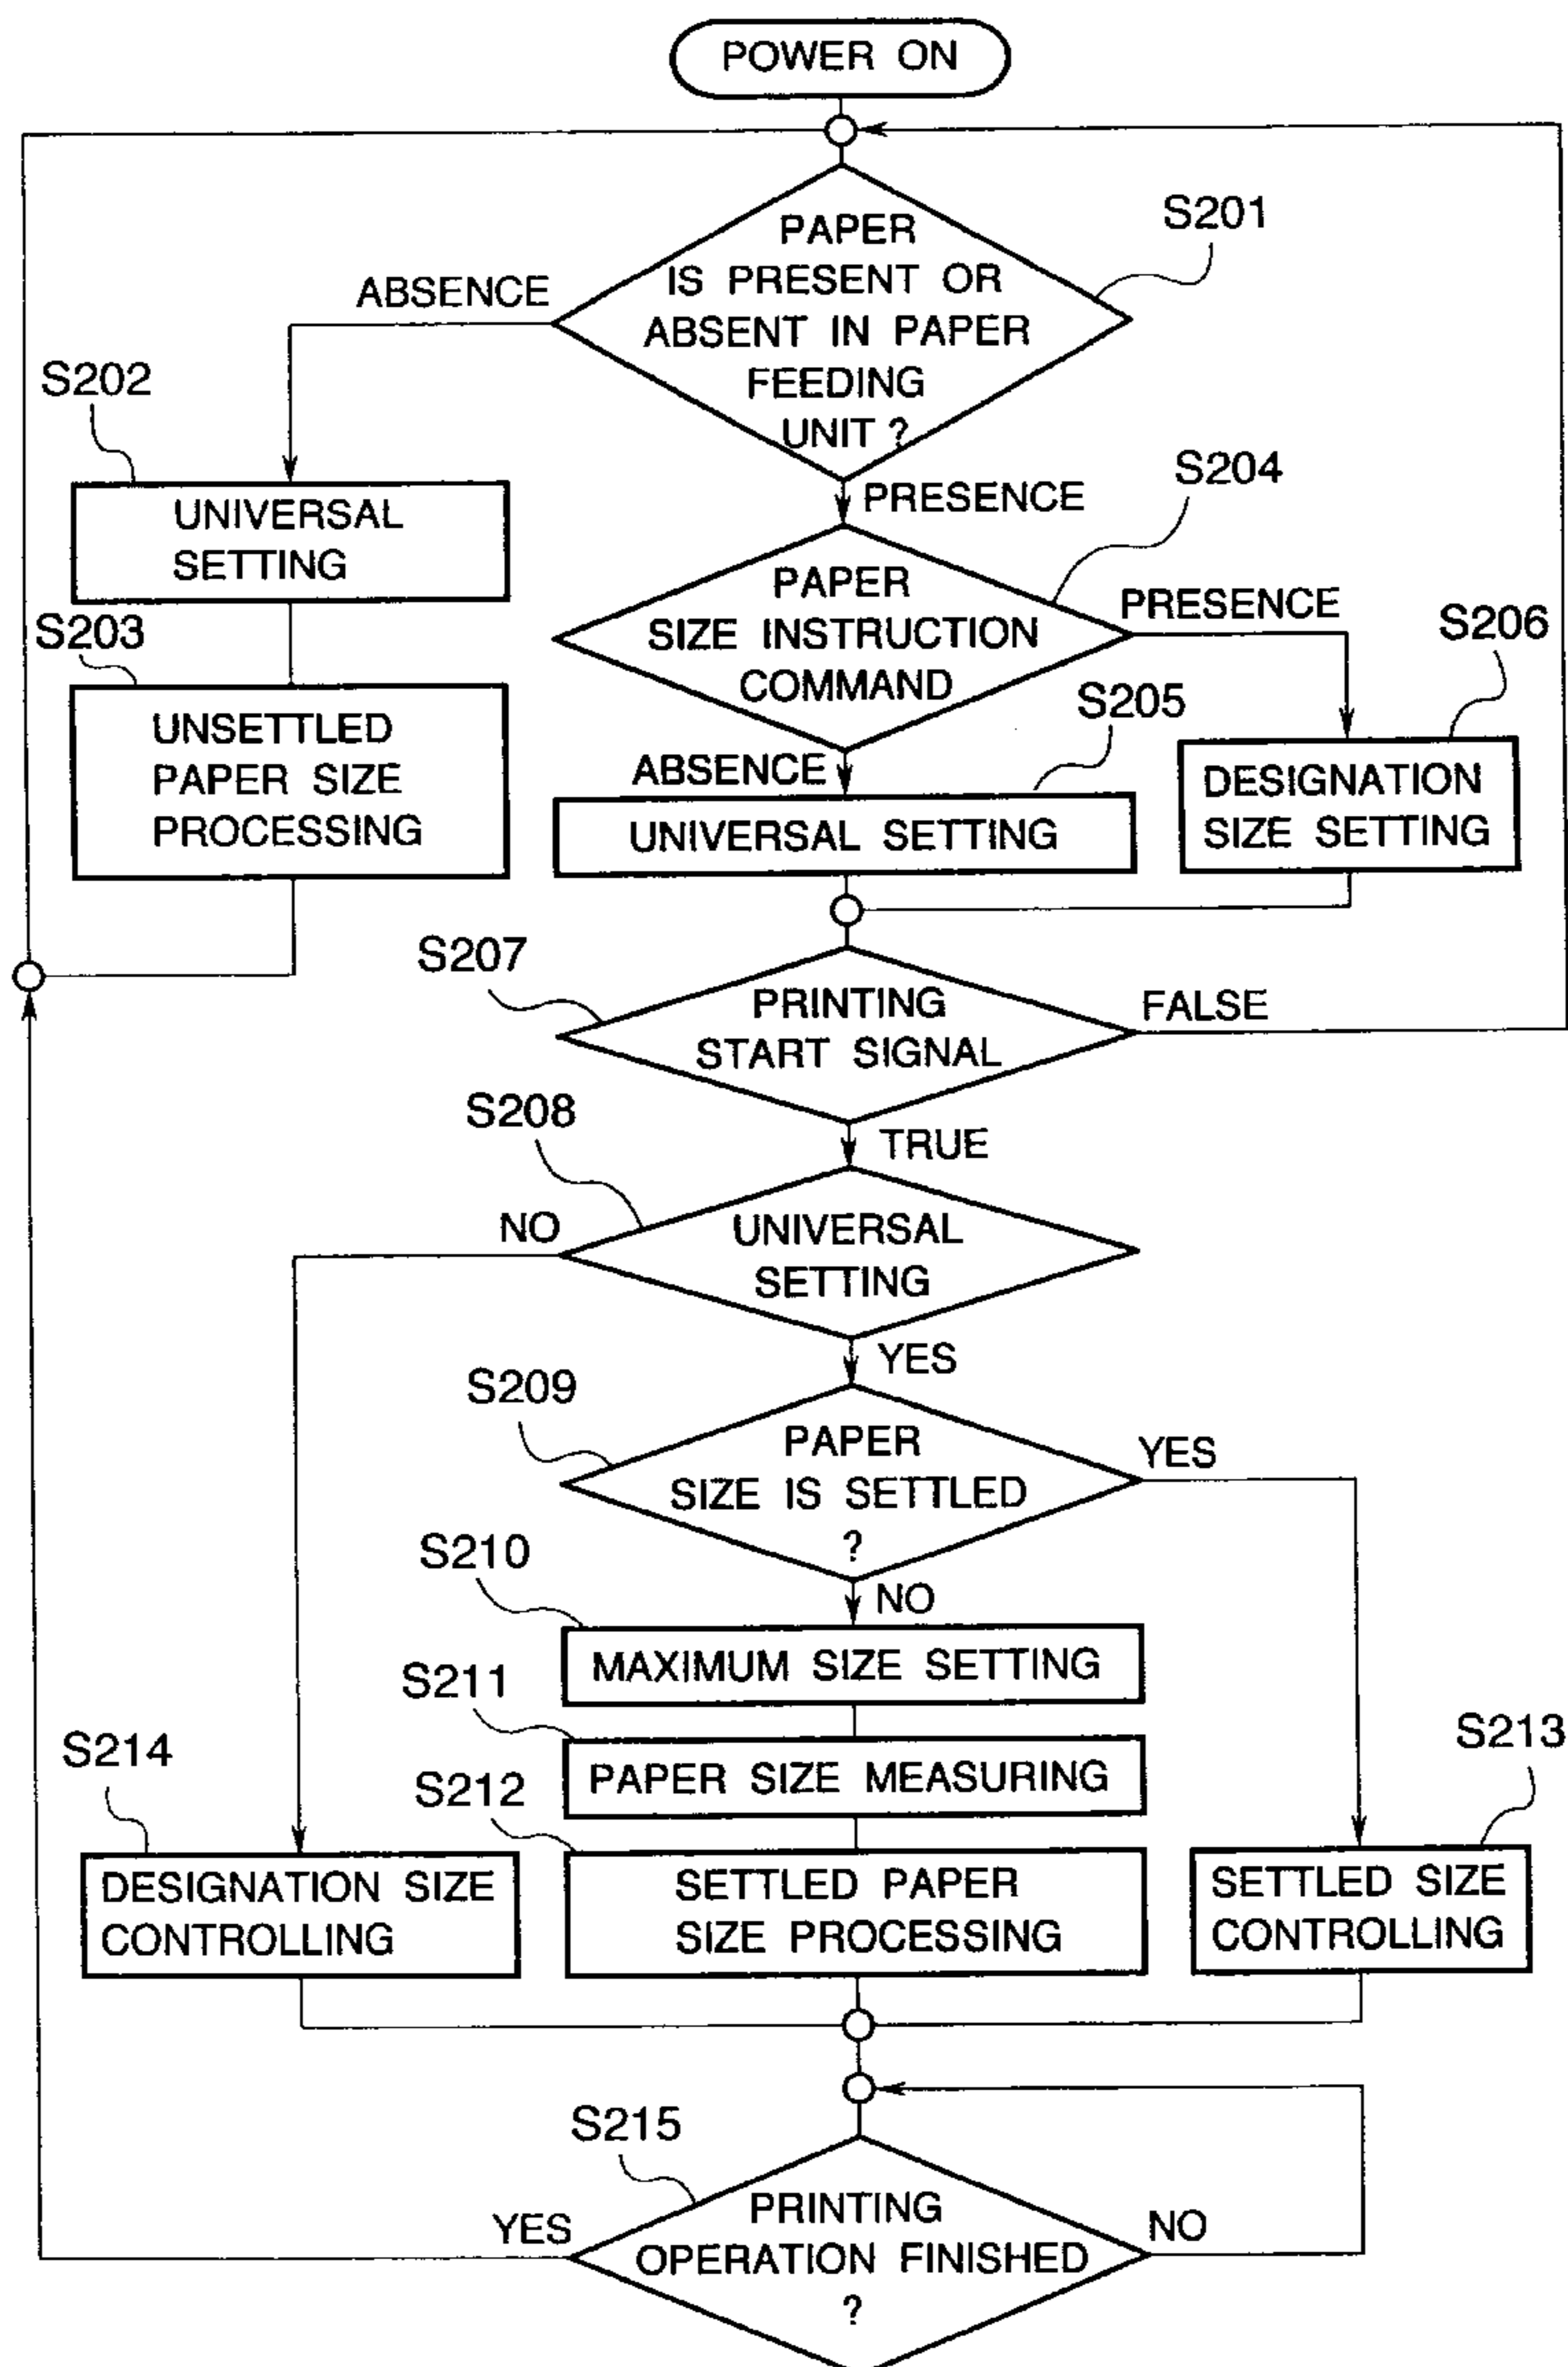 POWER ON
PAPER
IS PRESENT OR
ABSENT IN PAPER
FEEDING
UNIT ?
S201
ABSENCE
S202
UNIVERSAL
SETTING
PRESENCE
S204
S203
UNSETTLED
PAPER SIZE
PROCESSING
PAPER
SIZE INSTRUCTION
COMMAND
PRESENCE
S206
DESIGNATION
SIZE SETTING
ABSENCE
S205
UNIVERSAL SETTING
S207
PRINTING
START SIGNAL
FALSE
TRUE
S208
UNIVERSAL
SETTING
NO
YES
S209
PAPER
SIZE IS SETTLED
?
YES
NO
S210
MAXIMUM SIZE SETTING
S211
PAPER SIZE MEASURING
S212
SETTLED PAPER
SIZE PROCESSING
S214
DESIGNATION SIZE
CONTROLLING
S213
SETTLED SIZE
CONTROLLING
S215
PRINTING
OPERATION FINISHED
?
YES
NO